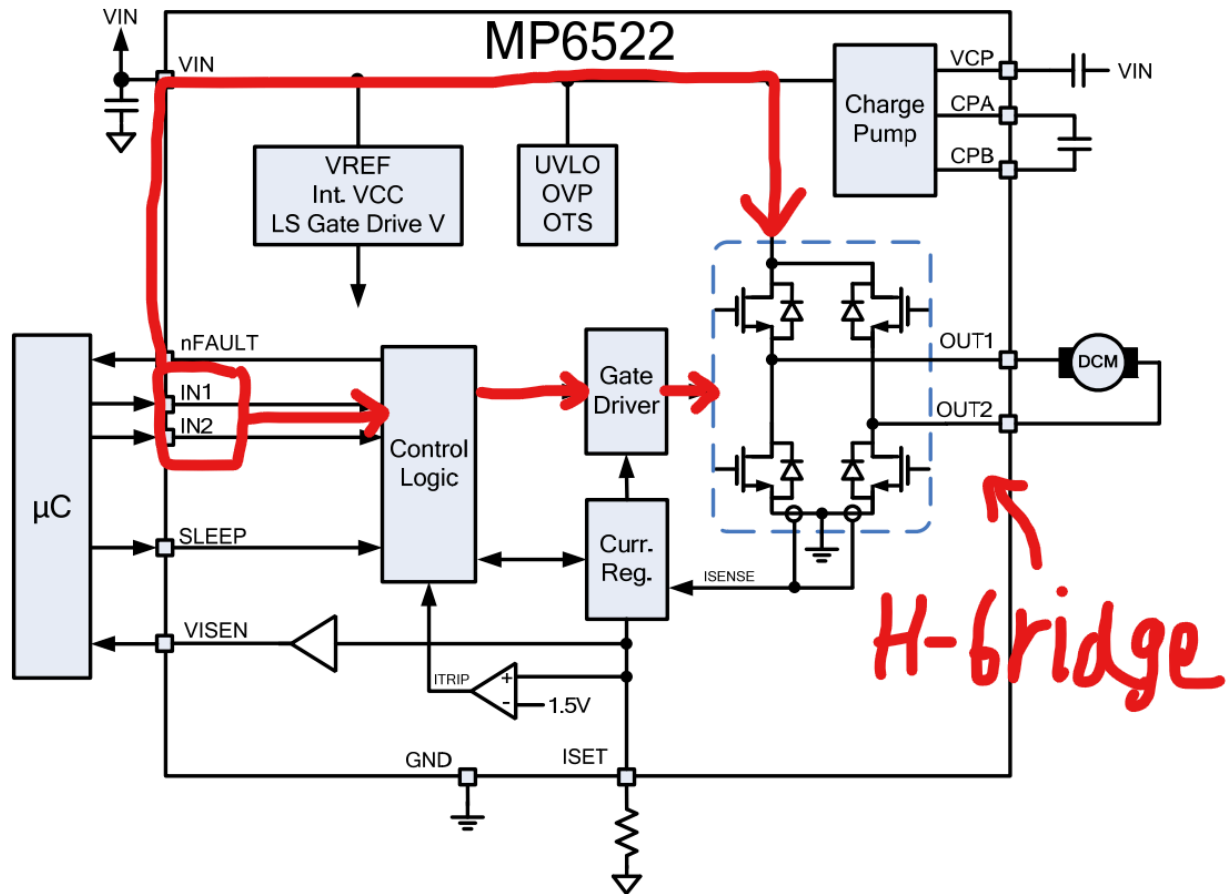 MP6522
VIN
VIN
VCP
VIN
Charge
Pump
CPA
CPB
VREF
Int. VCC
LS Gate Drive V
UVLO
OVP
OTS
nFAULT
IN1
IN2
Control
Logic
Gate
Driver
OUT1
DCM
OUT2
µC
SLEEP
Curr.
Reg.
ISENSE
H-bridge
VISEN
ITRIP
+
-
1.5V
GND
ISET